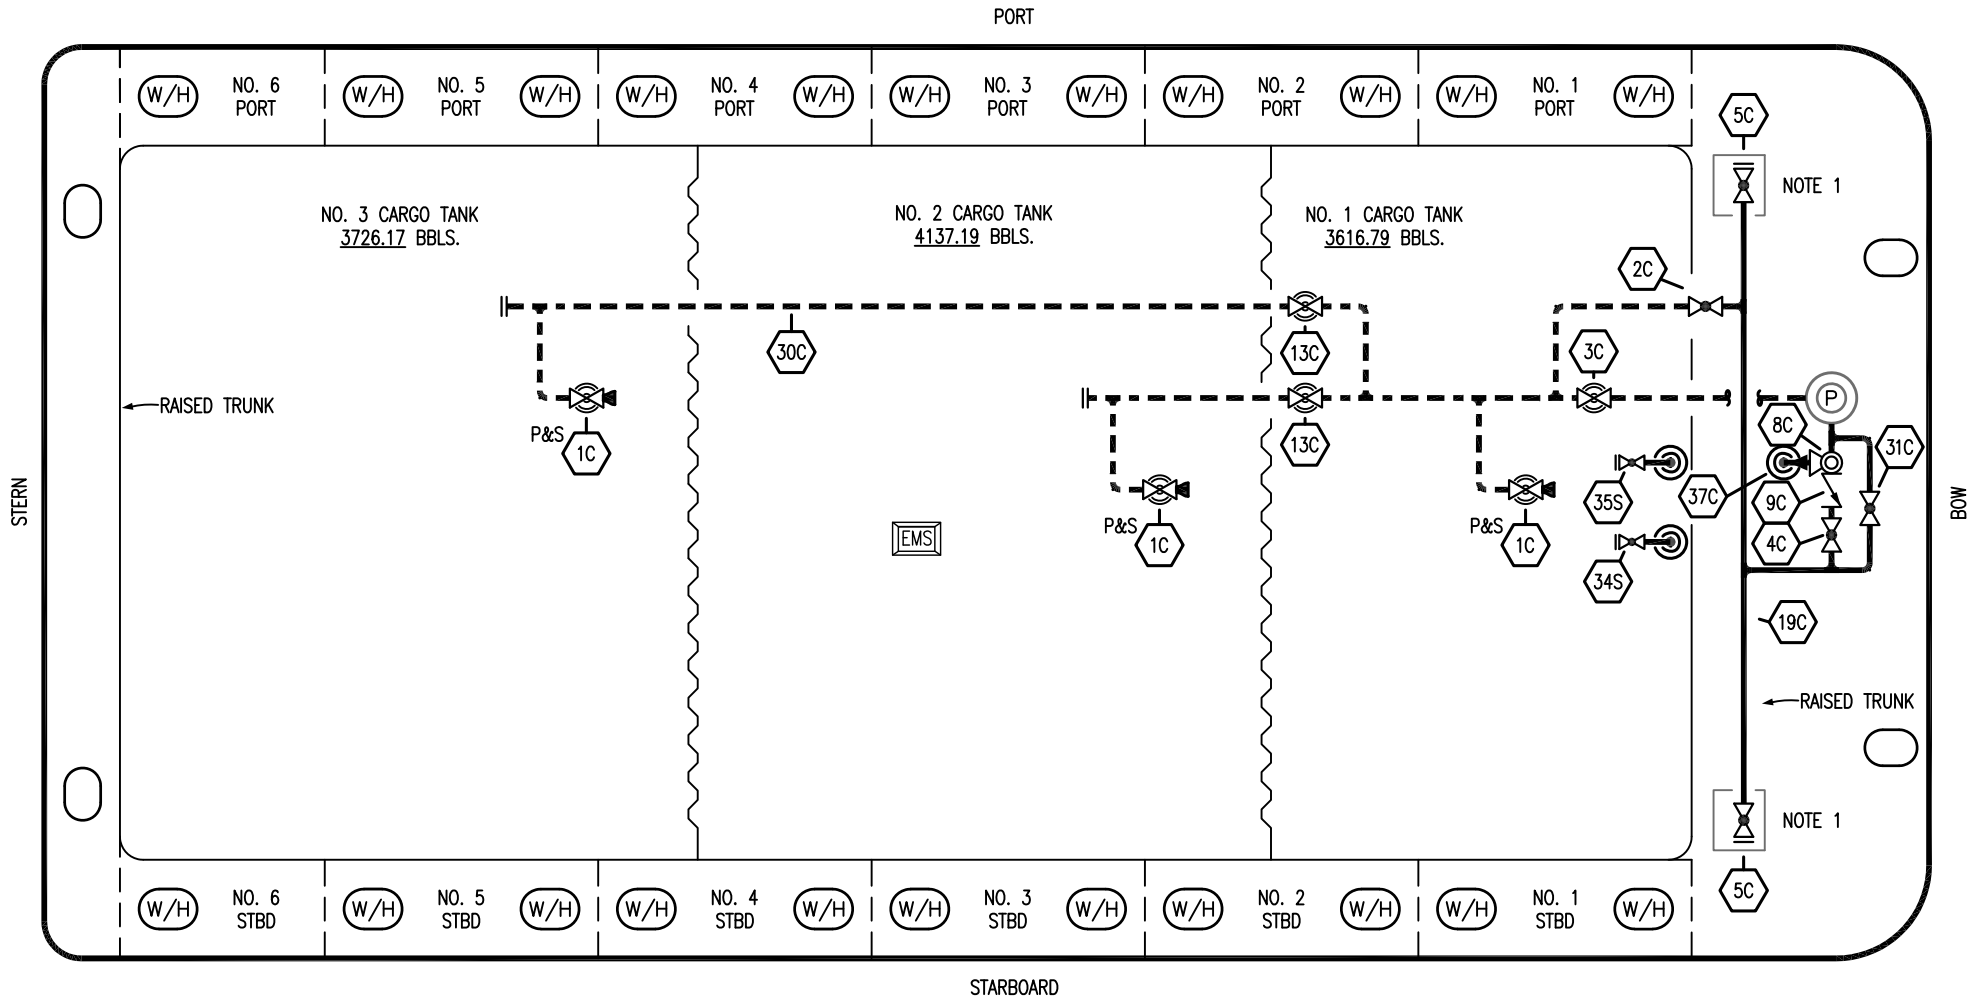 PORT
W/H
NO. 6
PORT
W/H
NO. 5
PORT
W/H
W/H
NO. 4
PORT
W/H
W/H
NO. 3
PORT
W/H
W/H
NO. 2
PORT
W/H
W/H
NO. 1
PORT
W/H
5C
NOTE 1
NO. 3 CARGO TANK
3726.17 BBLS.
NO. 2 CARGO TANK
4137.19 BBLS.
NO. 1 CARGO TANK
3616.79 BBLS.
2C
30C
13C
3C
RAISED TRUNK
P
P&S
1C
13C
8C
31C
35S
37C
9C
STERN
BOW
P&S
1C
P&S
1C
EMS
4C
34S
19C
RAISED TRUNK
NOTE 1
5C
W/H
NO. 6
STBD
W/H
NO. 5
STBD
W/H
W/H
NO. 4
STBD
W/H
W/H
NO. 3
STBD
W/H
W/H
NO. 2
STBD
W/H
W/H
NO. 1
STBD
W/H
STARBOARD